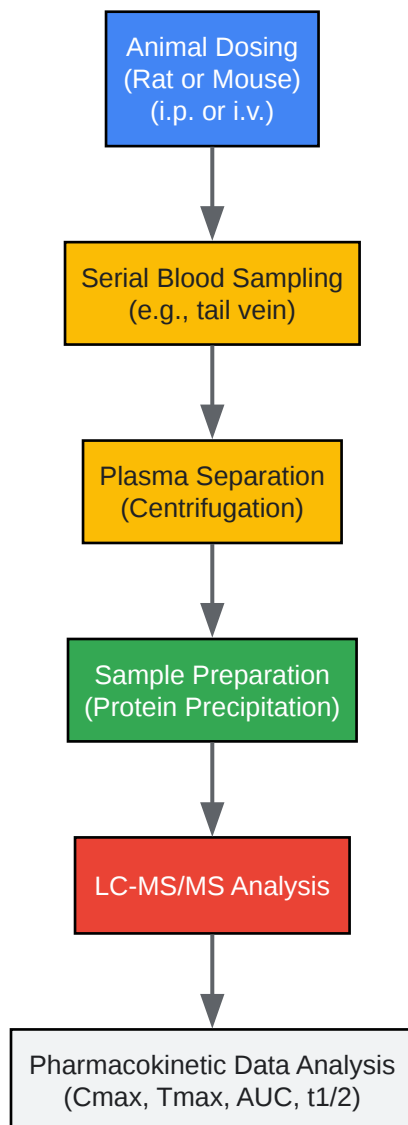 Animal Dosing
(Rat or Mouse)
(i.p. or i.v.)
Serial Blood Sampling
(e.g., tail vein)
Plasma Separation
(Centrifugation)
Sample Preparation
(Protein Precipitation)
LC-MS/MS Analysis
Pharmacokinetic Data Analysis
(Cmax, Tmax, AUC, t1/2)